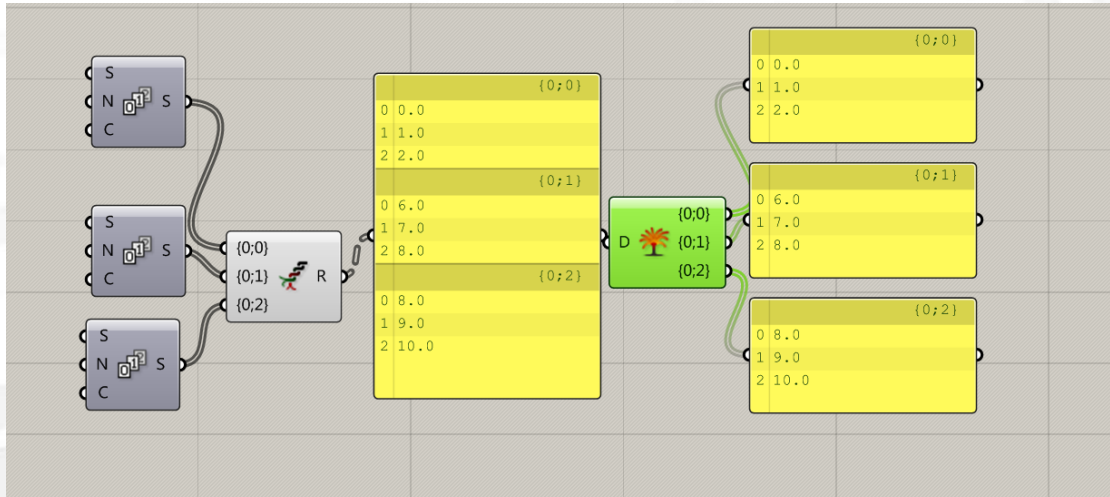 S
N S
C
S
N S
C
S
N S
C
{0;0}
{0;1} R
{0;2}
{0;0}
0 0.0
1 1.0
2 2.0
{0;1}
0 6.0
1 7.0
2 8.0
{0;2}
0 8.0
1 9.0
2 10.0
{0;0}
D {0;1}
{0;2}
{0;0}
0 0.0
1 1.0
2 2.0
{0;1}
0 6.0
1 7.0
2 8.0
{0;2}
0 8.0
1 9.0
2 10.0